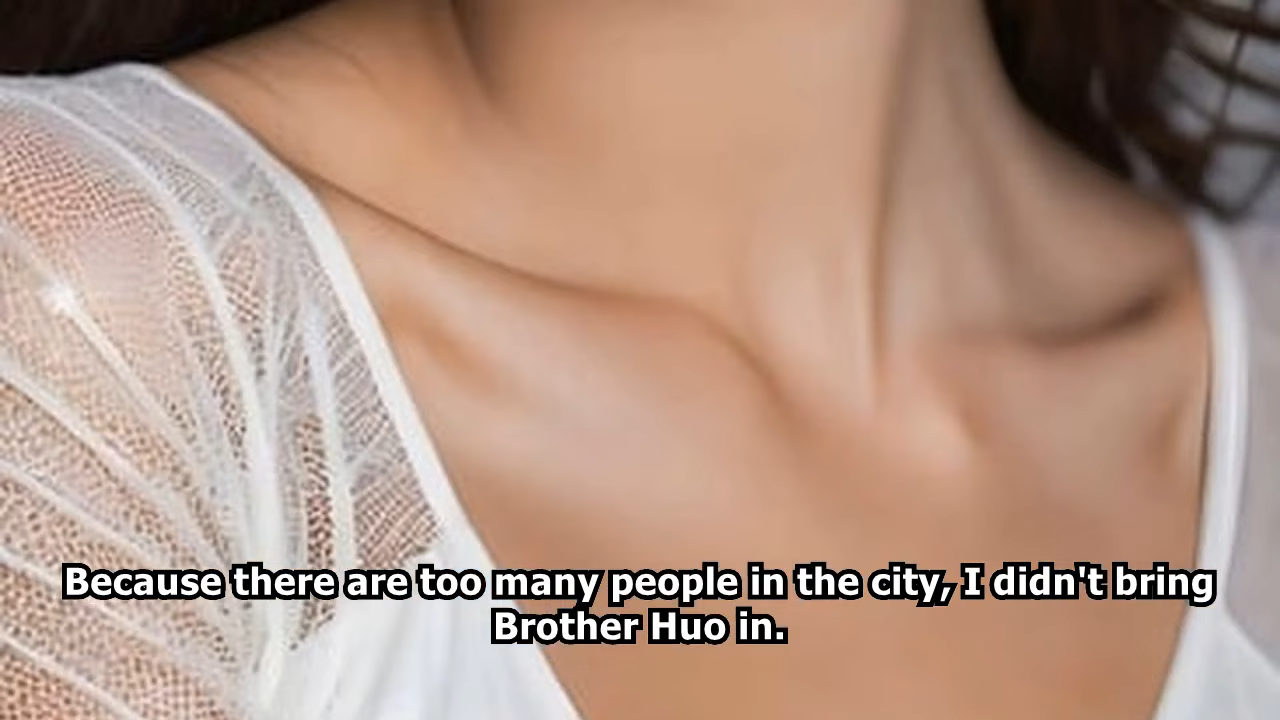 Because there are too many people in the city, I didn't bring
Brother Huo in.